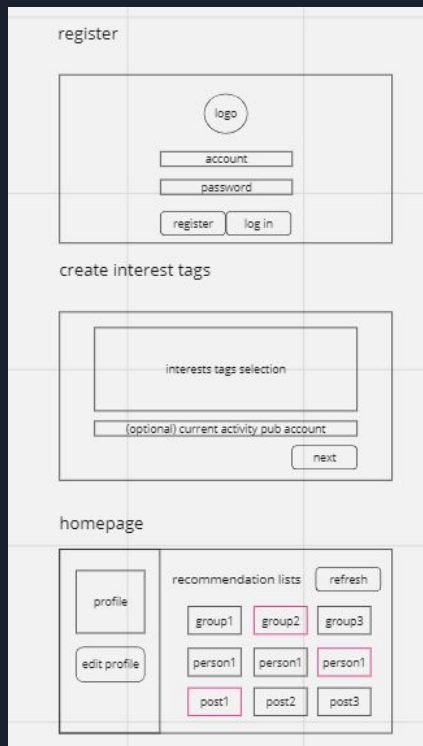 register
logo
account
password
register log in
create interest tags
interests tags selection
(optional) current activity pub account
next
homepage
profile
edit profile
recommendation lists refresh
group1 group2 group3
person1 person1 person1
post1 post2 post3